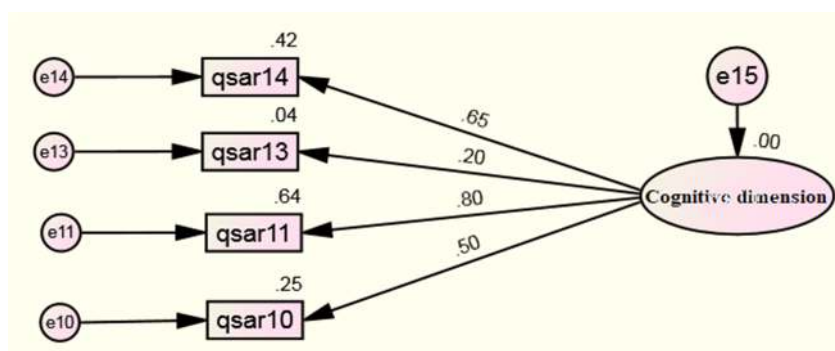 .42
e14 qsar14 e15
.65
.04 .00
e13 qsar13 .20
Cognitive dimension
.64 .80
e11 qsar11
.50
.25
e10 qsar10